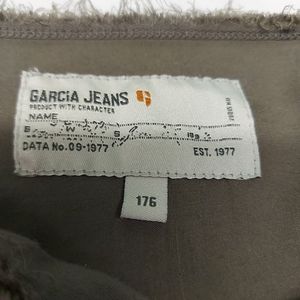 GARCIA JEANS G
PRODUCT WITH CHARACTER
NAME
B W S
DATA No.09-1977 EST. 1977
176